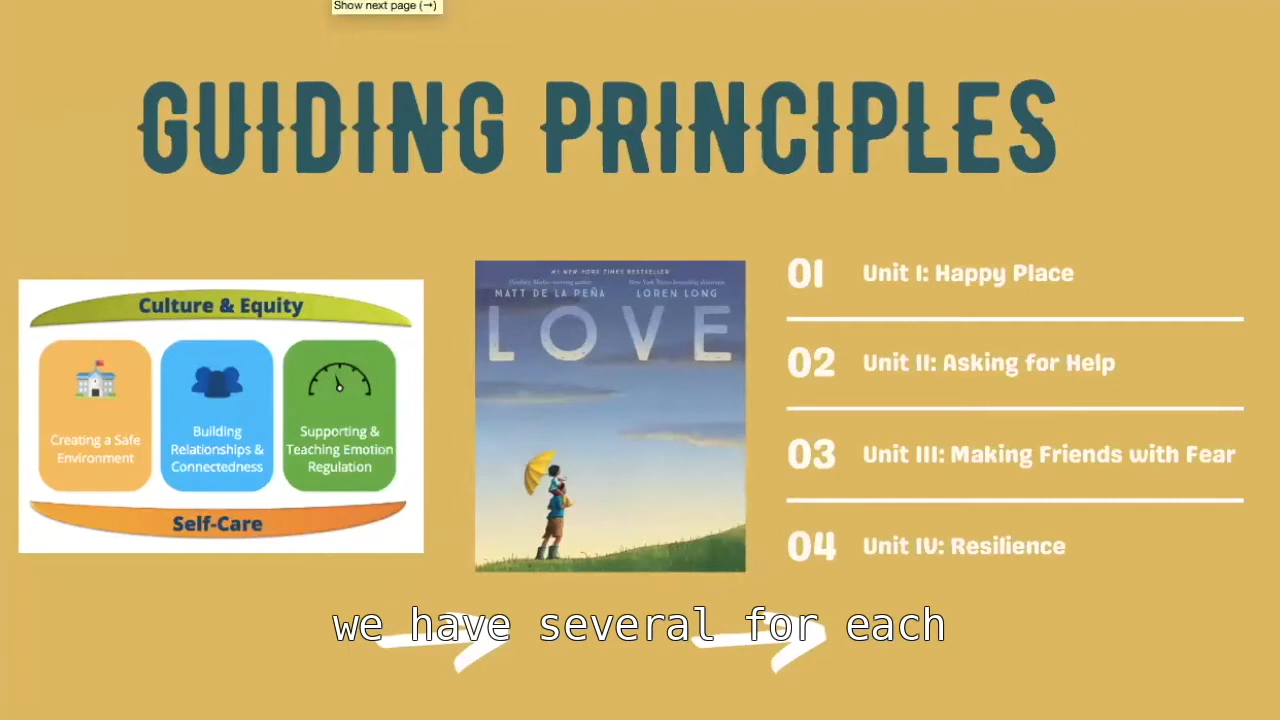 Show next page (→)
GUIDING PRINCIPLES
Culture & Equity
Creating a Safe
Environment
Building
Relationships &
Connectedness
Supporting &
Teaching Emotion
Regulation
Self-Care
#1 NEW YORK TIMES BESTSELLER
MATT DE LA PEÑA
LOREN LONG
LOVE
01 Unit I: Happy Place
02 Unit II: Asking for Help
03 Unit III: Making Friends with Fear
04 Unit IV: Resilience
we have several for each